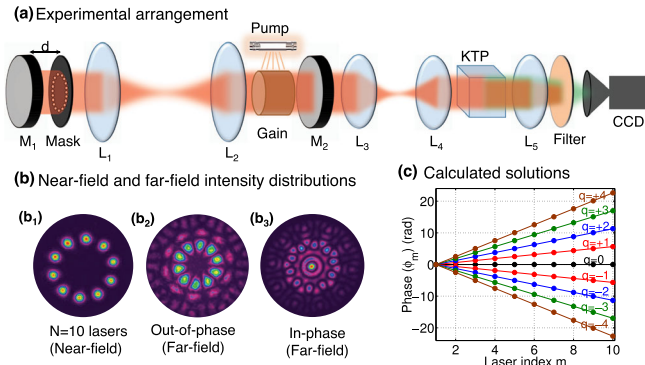 (a) Experimental arrangement
Pump
d
KTP
M1 Mask
L1
L2
Gain
M2
L3
L4
L5
Filter
CCD
(b) Near-field and far-field intensity distributions
(b1)
(b2)
(b3)
N=10 lasers
(Near-field)
Out-of-phase
(Far-field)
In-phase
(Far-field)
(c) Calculated solutions
Phase (ϕm) (rad)
20
10
0
−10
−20
q=+4
q=+3
q=+2
q=+1
q=0
q=−1
q=−2
q=−3
q=−4
2 4 6 8 10
Laser index m